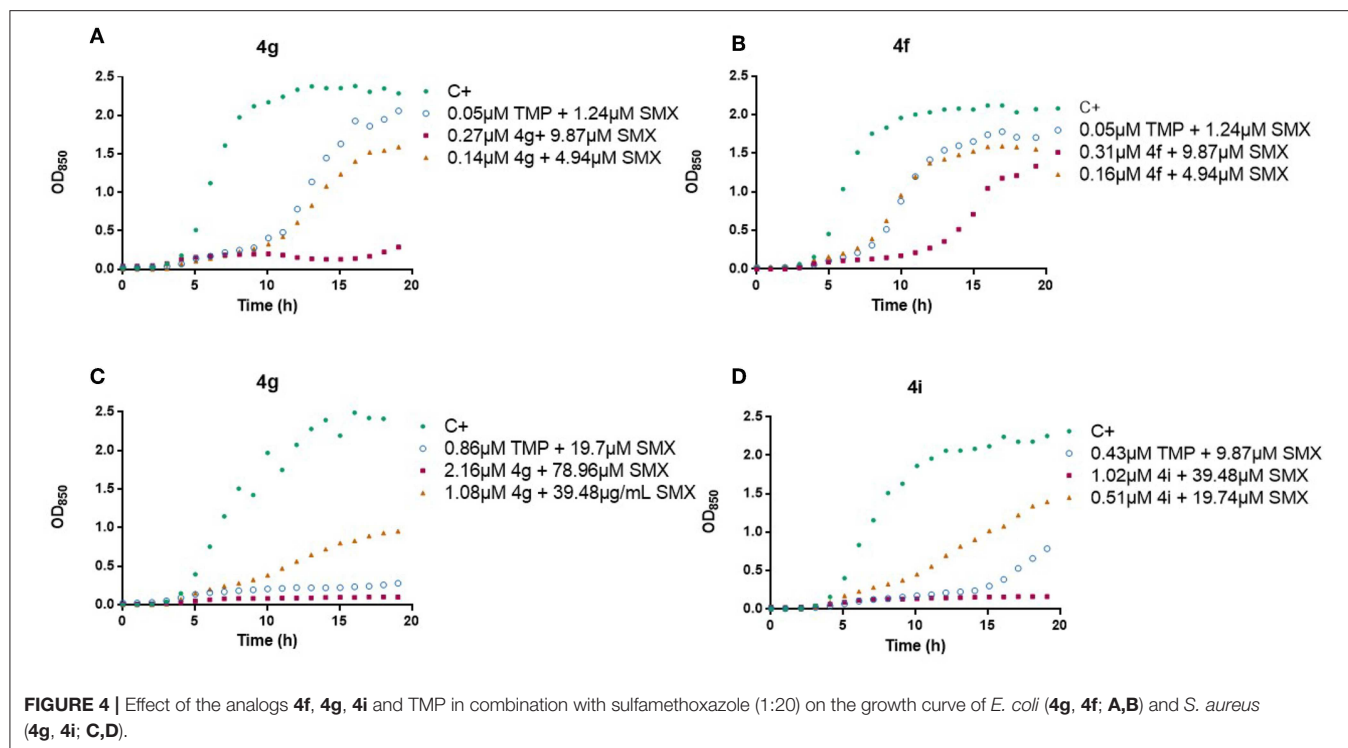 A
4g
2.5
2.0
1.5
1.0
0.5
0.0
OD850
0 5 10 15 20
Time (h)
C+
0.05µM TMP + 1.24µM SMX
0.27µM 4g+ 9.87µM SMX
0.14µM 4g + 4.94µM SMX
B
4f
2.5
2.0
1.5
1.0
0.5
0.0
OD850
0 5 10 15 20
Time (h)
C+
0.05µM TMP + 1.24µM SMX
0.31µM 4f + 9.87µM SMX
0.16µM 4f + 4.94µM SMX
C
4g
2.5
2.0
1.5
1.0
0.5
0.0
OD850
0 5 10 15 20
Time (h)
C+
0.86µM TMP + 19.7µM SMX
2.16µM 4g + 78.96µM SMX
1.08µM 4g + 39.48µg/mL SMX
D
4i
2.5
2.0
1.5
1.0
0.5
0.0
OD850
0 5 10 15 20
Time (h)
C+
0.43µM TMP + 9.87µM SMX
1.02µM 4i + 39.48µM SMX
0.51µM 4i + 19.74µM SMX
FIGURE 4 | Effect of the analogs 4f, 4g, 4i and TMP in combination with sulfamethoxazole (1:20) on the growth curve of E. coli (4g, 4f; A,B) and S. aureus
(4g, 4i; C,D).